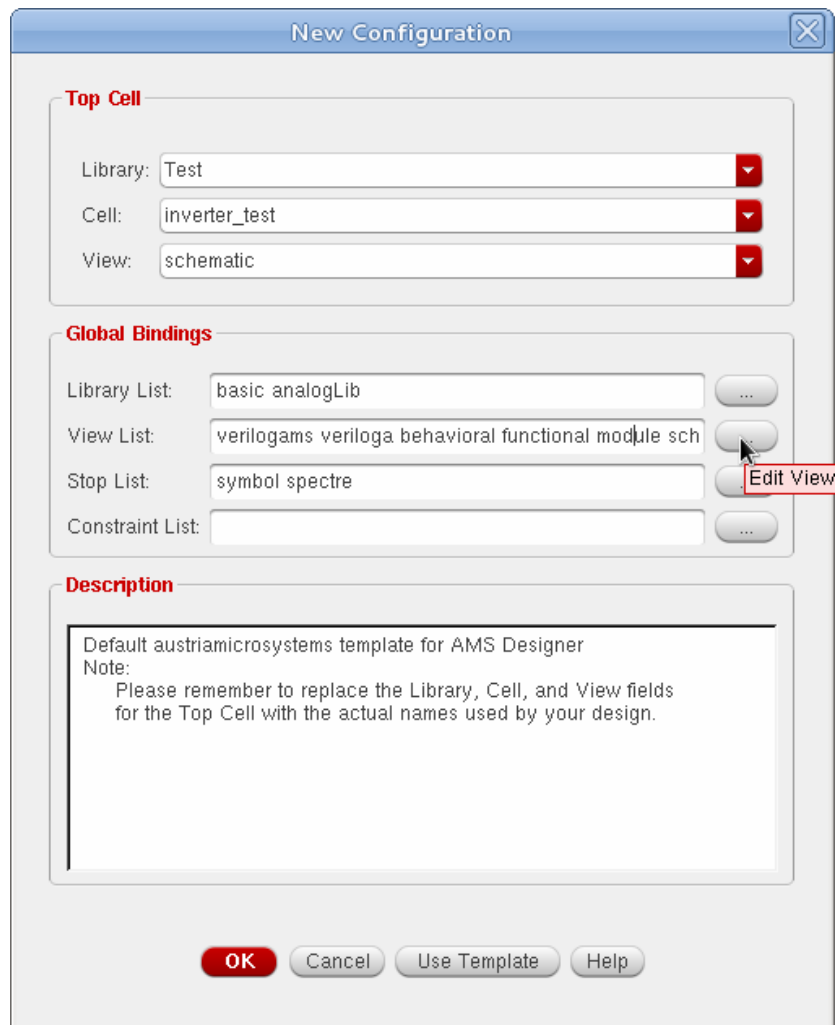 New Configuration
Top Cell
Library: Test
Cell: inverter_test
View: schematic
Global Bindings
Library List: basic analogLib ...
View List: verilogams veriloga behavioral functional module sch
Stop List: symbol spectre
Edit View
Constraint List: ...
Description
Default austriamicrosystems template for AMS Designer
Note:
Please remember to replace the Library, Cell, and View fields
for the Top Cell with the actual names used by your design.
OK Cancel Use Template Help